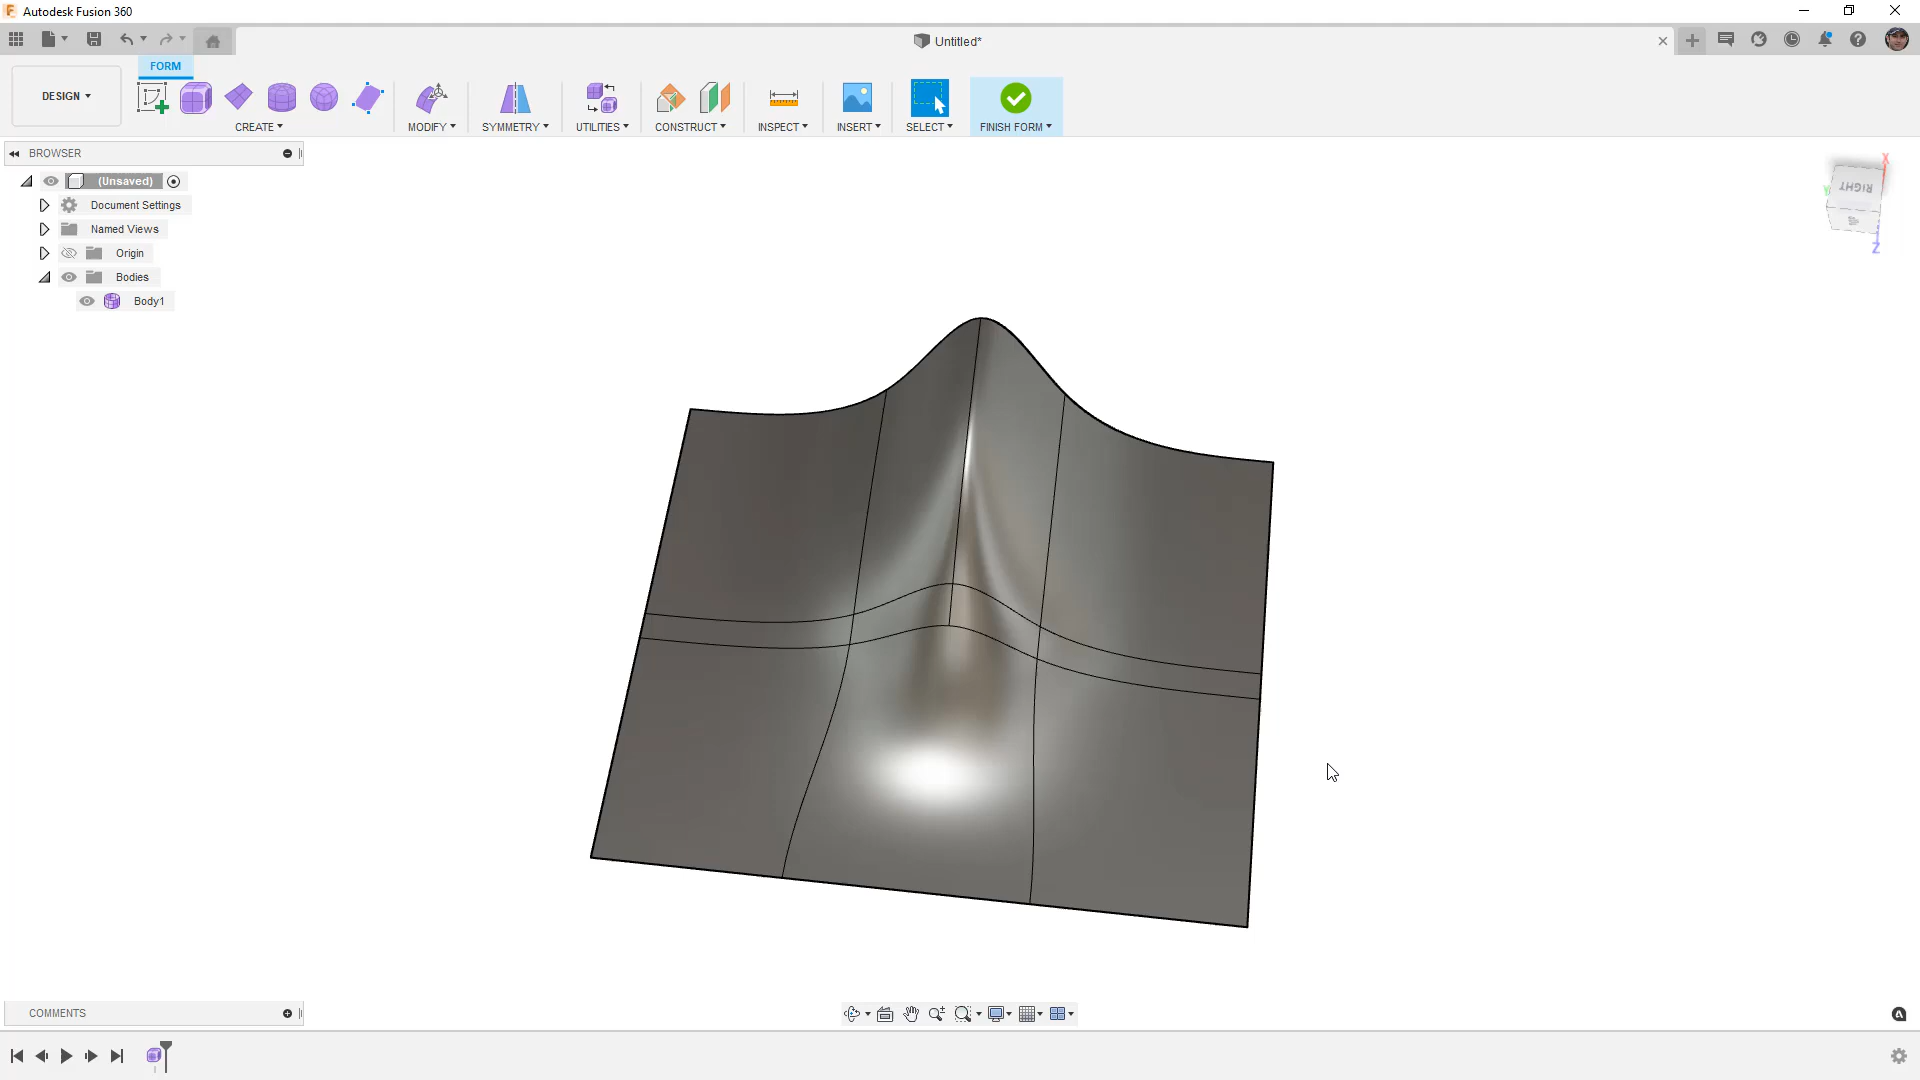 Autodesk Fusion 360
Untitled*
FORM
DESIGN
CREATE
MODIFY
SYMMETRY
UTILITIES
CONSTRUCT
INSPECT
INSERT
SELECT
FINISH FORM
BROWSER
(Unsaved)
Document Settings
Named Views
Origin
Bodies
Body1
X
RIGHT
Z
COMMENTS